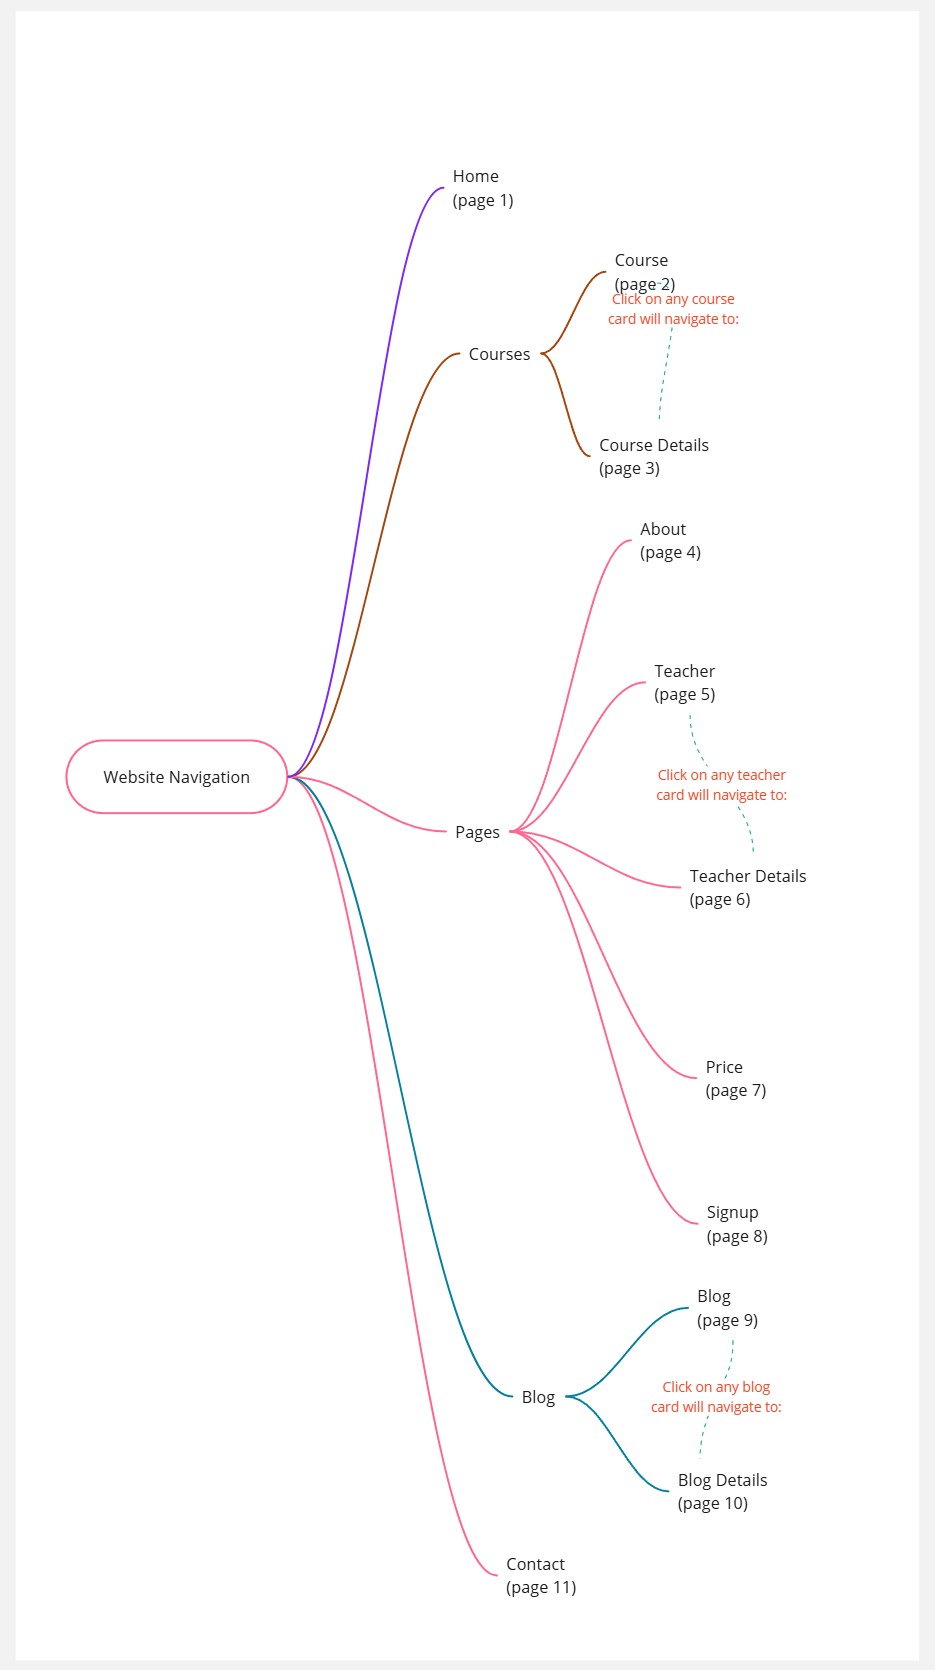 Home
(page 1)
Course
(page 2)
Click on any course
card will navigate to:
Courses
Course Details
(page 3)
About
(page 4)
Teacher
(page 5)
Website Navigation
Click on any teacher
card will navigate to:
Pages
Teacher Details
(page 6)
Price
(page 7)
Signup
(page 8)
Blog
(page 9)
Click on any blog
card will navigate to:
Blog
Blog Details
(page 10)
Contact
(page 11)